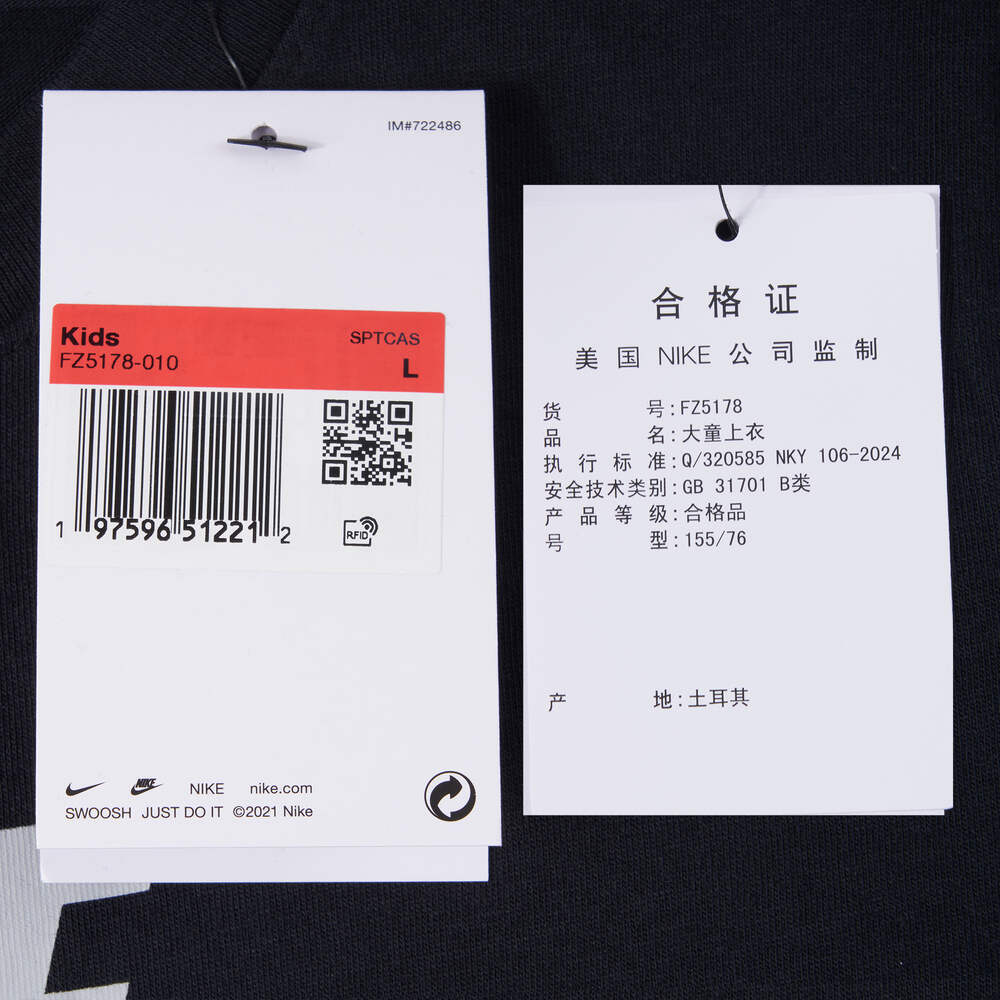 IM#722486
Kids
SPTCAS
FZ5178-010
L
1 97596 51221 2
RFID
NIKE NIKE nike.com
SWOOSH JUST DO IT ©2021 Nike
合格证
美国 NIKE 公司监制
货号:FZ5178
品名:大童上衣
执行标准:Q/320585 NKY 106-2024
安全技术类别:GB 31701 B类
产品等级:合格品
号型:155/76
产地:土耳其